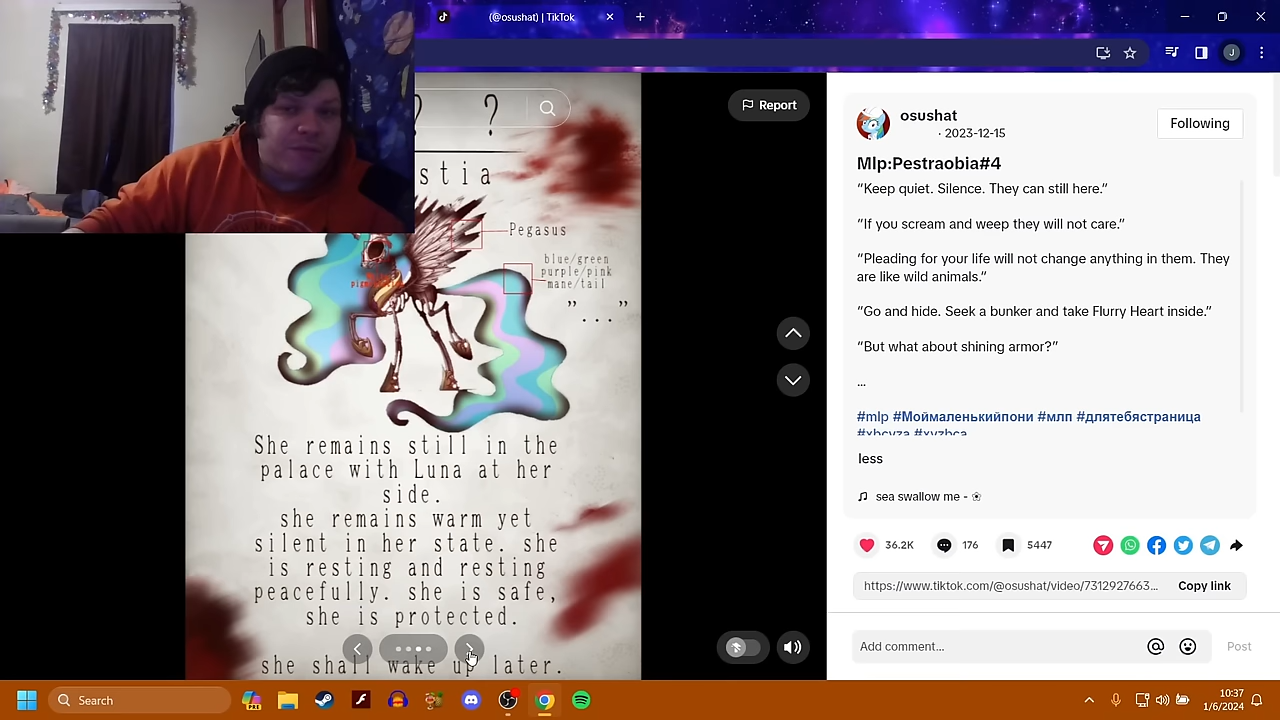 (@osushat) | TikTok
J
? ?
Report
stia
Pegasus
blue/green
purple/pink
mane/tail
”...”
She remains still in the
palace with Luna at her
side.
she remains warm yet
silent in her state. she
is resting and resting
peacefully. she is safe,
she is protected.
she shall wake up later.
osushat
· 2023-12-15
Following
Mlp:Pestraobia#4
“Keep quiet. Silence. They can still here.”
“If you scream and weep they will not care.”
“Pleading for your life will not change anything in them. They
are like wild animals.”
“Go and hide. Seek a bunker and take Flurry Heart inside.”
“But what about shining armor?”
...
#mlp #Моймаленькийпони #млп #длятебястраница
#xbcyza #xyzbca
less
sea swallow me - ❀
36.2K
176
5447
https://www.tiktok.com/@osushat/video/7312927663...
Copy link
Add comment...
Post
Search
PRE
10:37
1/6/2024